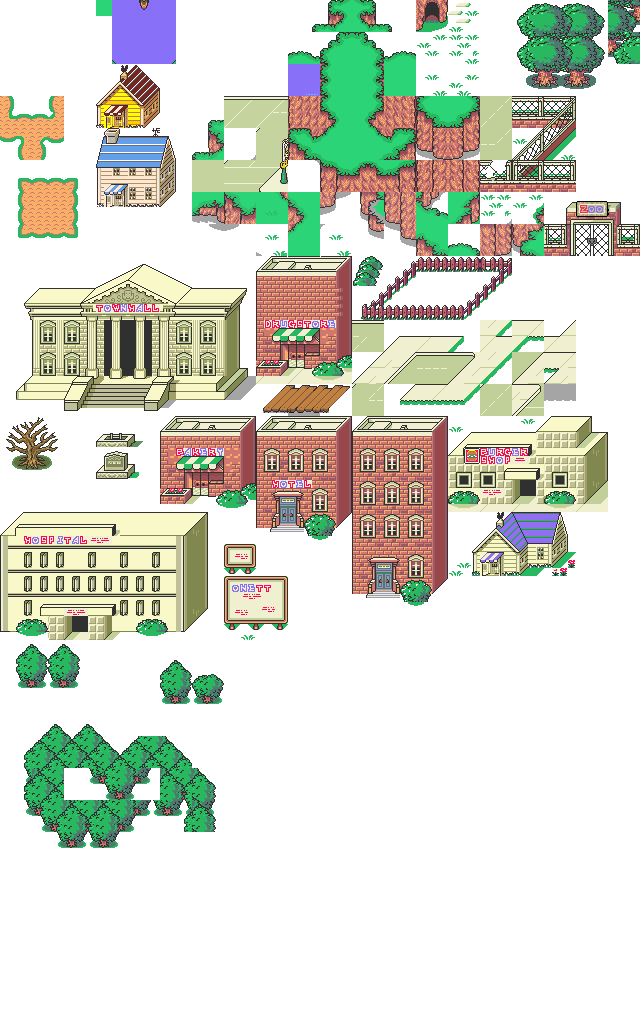 ZOO
TOWNHALL
DRUGSTORE
BAKERY
BURGER
SHOP
HOTEL
HOSPITAL
ONETT